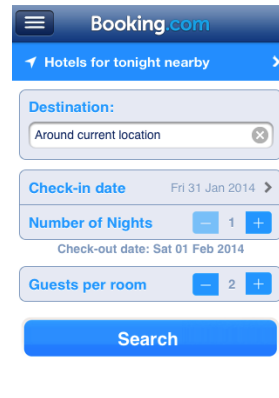 Booking.com
Hotels for tonight nearby
Destination:
Around current location
Check-in date Fri 31 Jan 2014
Number of Nights − 1 +
Check-out date: Sat 01 Feb 2014
Guests per room − 2 +
Search